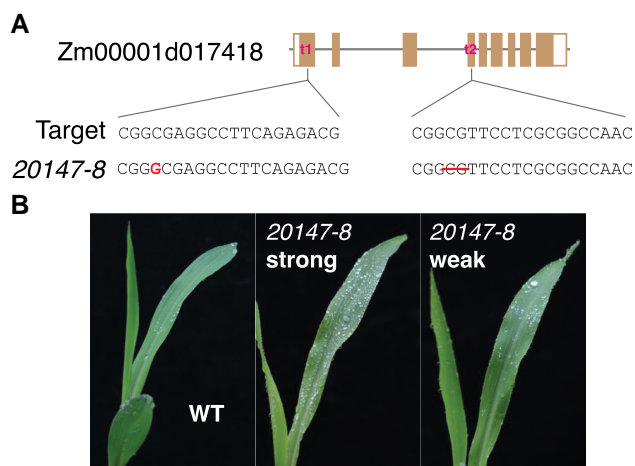 A
Zm00001d017418
t1
t2
Target
CGGCGAGGCCTTCAGAGACG
CGGCGTTCCTCGCGGCCAAC
20147-8
CGGGCGAGGCCTTCAGAGACG
CGGCGTTCCTCGCGGCCAAC
B
WT
20147-8
strong
20147-8
weak